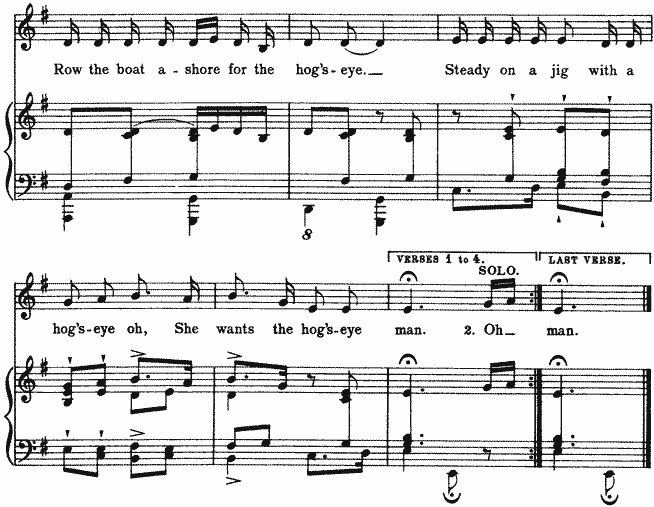 Row the boat a-shore for the hog's-eye. Steady on a jig with a
8
VERSES 1 to 4. LAST VERSE.
SOLO.
hog's-eye oh, She wants the hog's-eye man. 2. Oh man.